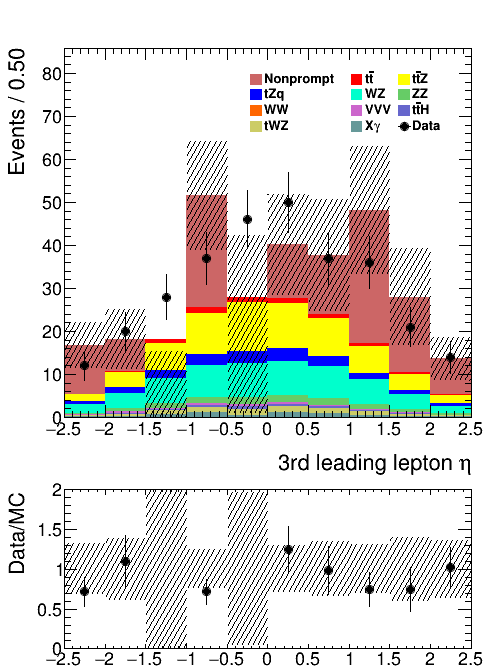 Events / 0.50
80
70
60
50
40
30
20
10
0
Nonprompt tt̄ tt̄Z
tZq WZ ZZ
WW VVV tt̄H
tWZ Xγ Data
−2.5 −2 −1.5 −1 −0.5 0 0.5 1 1.5 2 2.5
3rd leading lepton η
Data/MC
2
1.5
1
0.5
0
−2.5 −2 −1.5 −1 −0.5 0 0.5 1 1.5 2 2.5